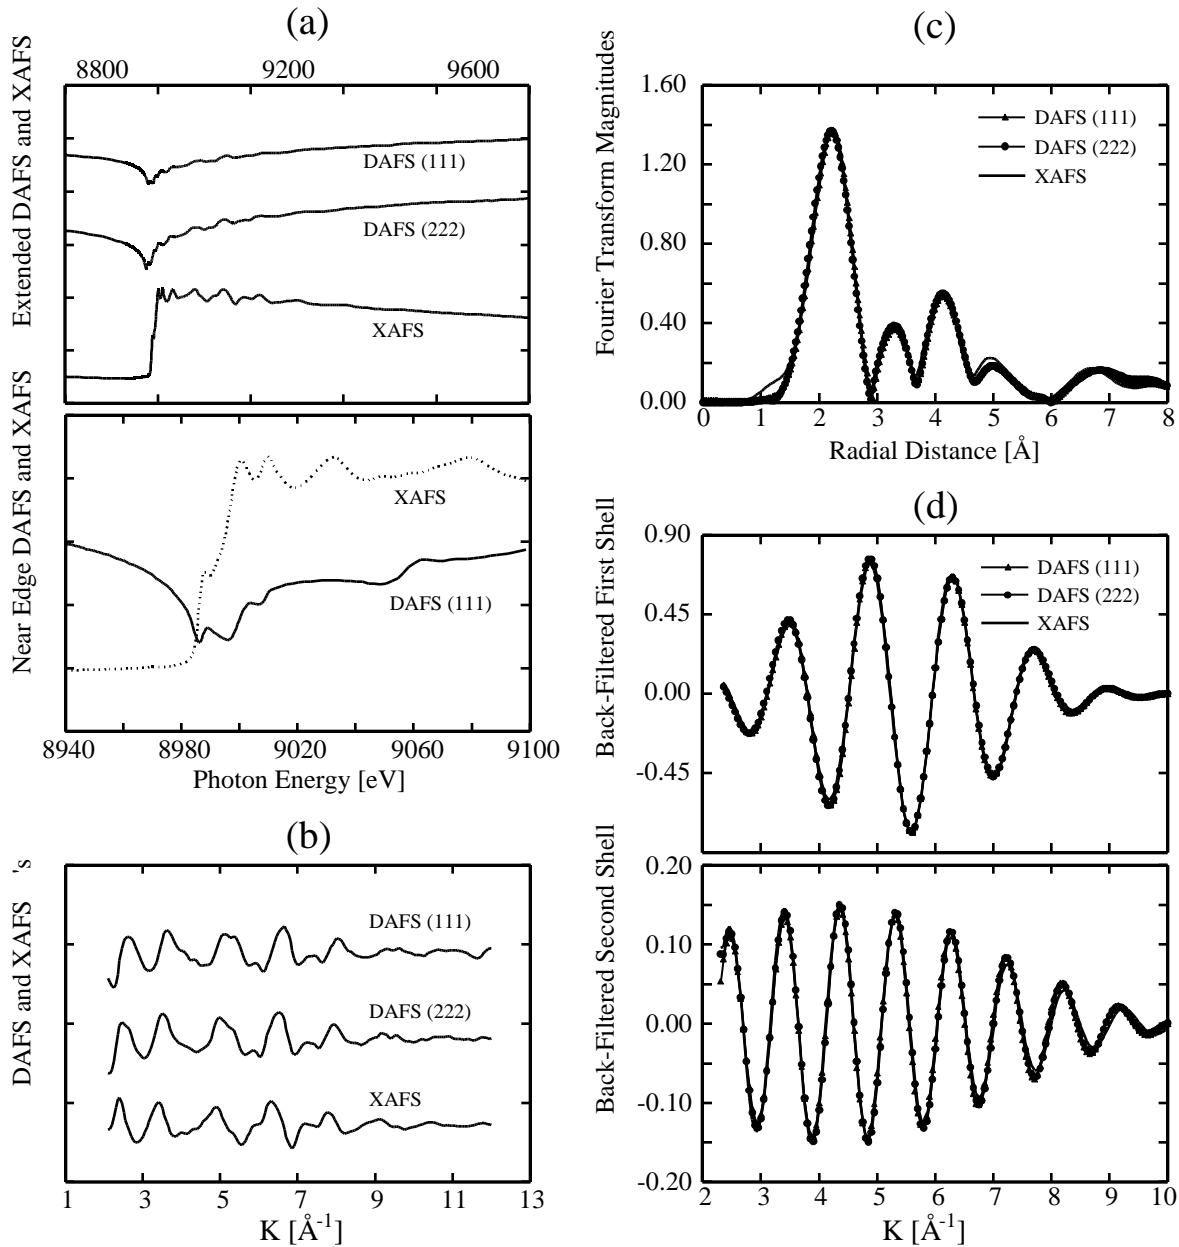 (a)
8800 9200 9600
Extended DAFS and XAFS
DAFS (111)
DAFS (222)
XAFS
Near Edge DAFS and XAFS
XAFS
DAFS (111)
8940 8980 9020 9060 9100
Photon Energy [eV]
(b)
DAFS and XAFS 's
DAFS (111)
DAFS (222)
XAFS
1 3 5 7 9 11 13
K [Å-1]
(c)
Fourier Transform Magnitudes
1.60
1.20
0.80
0.40
0.00
DAFS (111)
DAFS (222)
XAFS
0 1 2 3 4 5 6 7 8
Radial Distance [Å]
(d)
Back-Filtered First Shell
0.90
0.45
0.00
-0.45
DAFS (111)
DAFS (222)
XAFS
Back-Filtered Second Shell
0.20
0.10
0.00
-0.10
-0.20
2 3 4 5 6 7 8 9 10
K [Å-1]